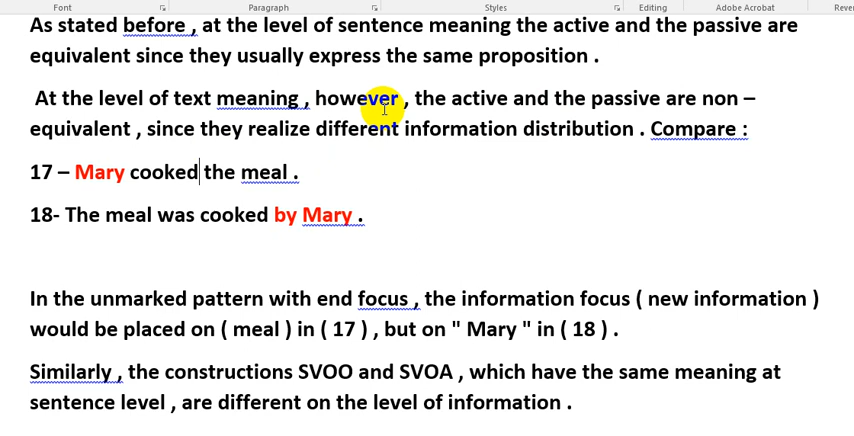 Font Paragraph Styles Editing Adobe Acrobat Rever
As stated before , at the level of sentence meaning the active and the passive are
equivalent since they usually express the same proposition .
At the level of text meaning , however , the active and the passive are non –
equivalent , since they realize different information distribution . Compare :
17 – Mary cooked the meal .
18- The meal was cooked by Mary .
In the unmarked pattern with end focus , the information focus ( new information )
would be placed on ( meal ) in ( 17 ) , but on " Mary " in ( 18 ) .
Similarly , the constructions SVOO and SVOA , which have the same meaning at
sentence level , are different on the level of information .